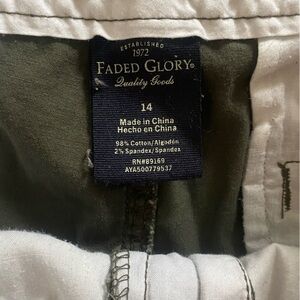 ESTABLISHED
1972
FADED GLORY®
Quality Goods
14
Made in China
Hecho en China
98% Cotton/Algodón
2% Spandex/Spandex
RN#89169
AYA500779537